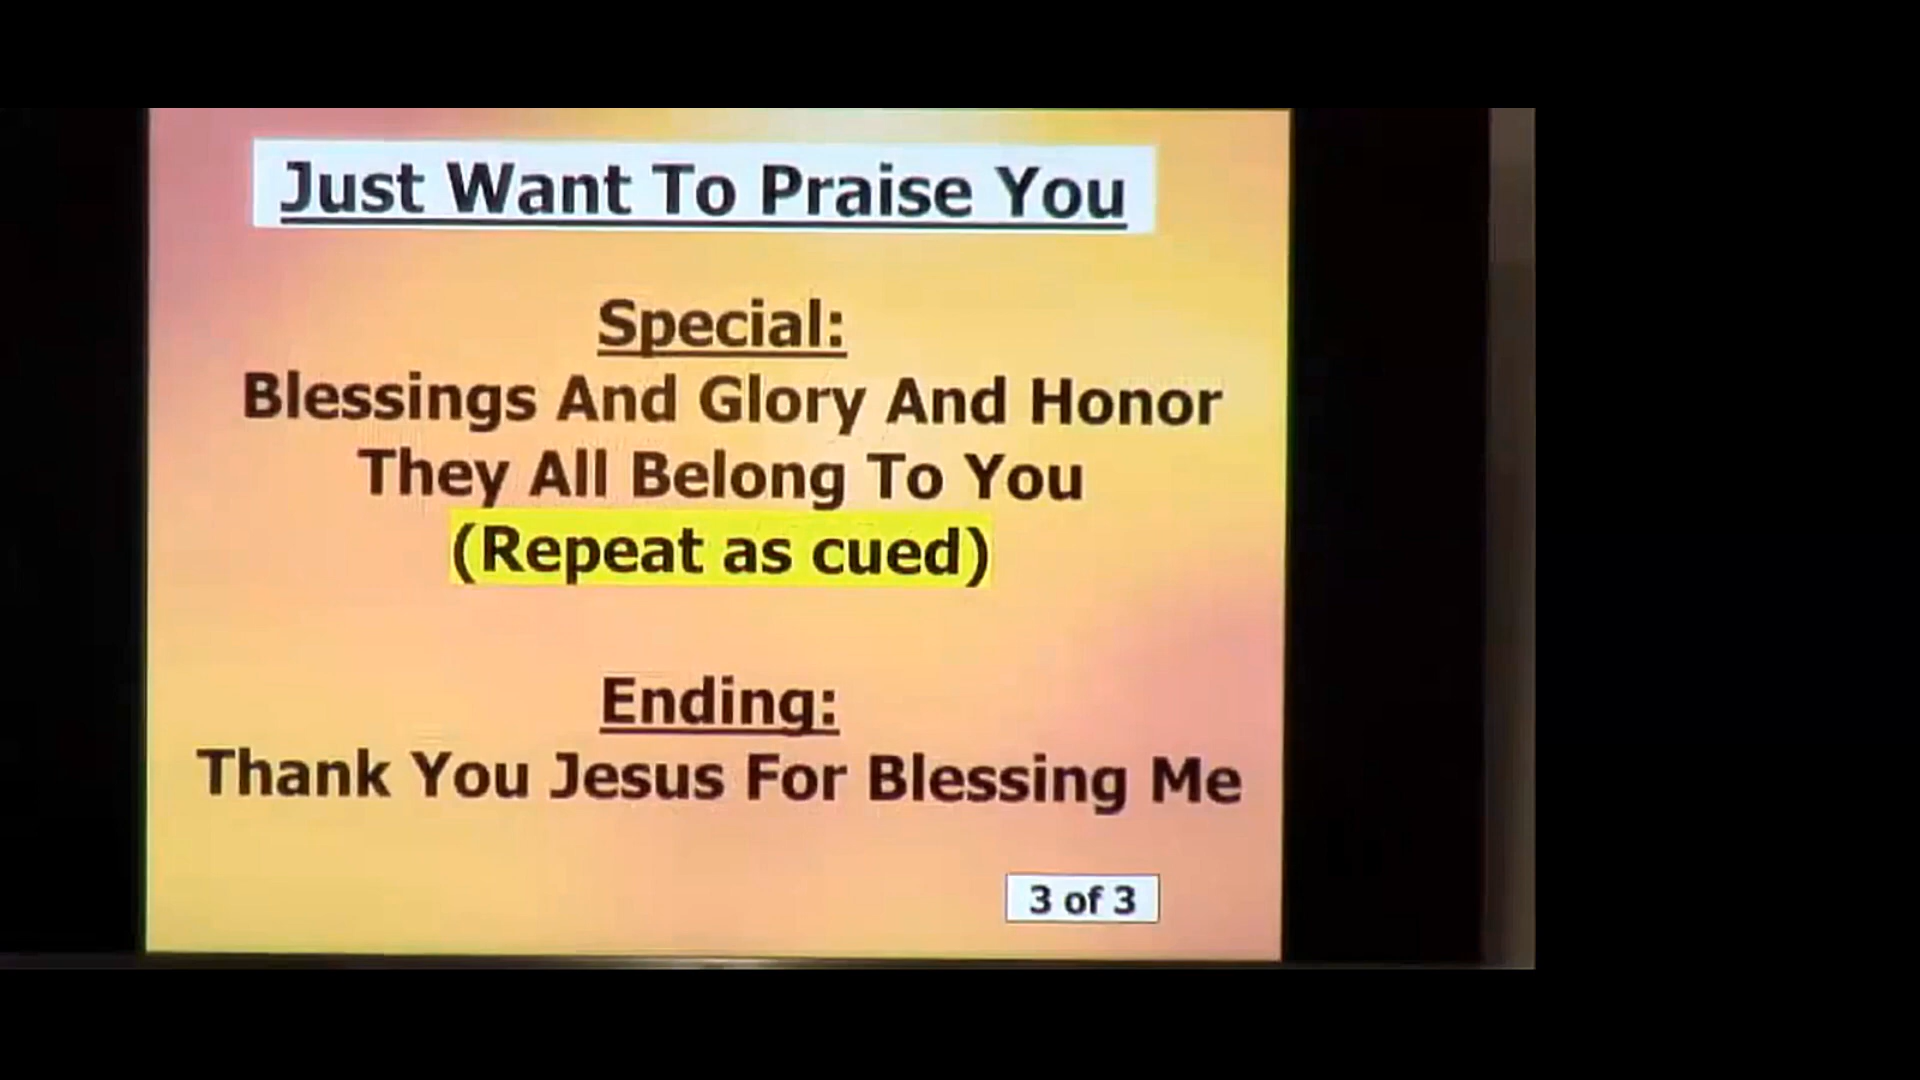 Just Want To Praise You
Special:
Blessings And Glory And Honor
They All Belong To You
(Repeat as cued)
Ending:
Thank You Jesus For Blessing Me
3 of 3